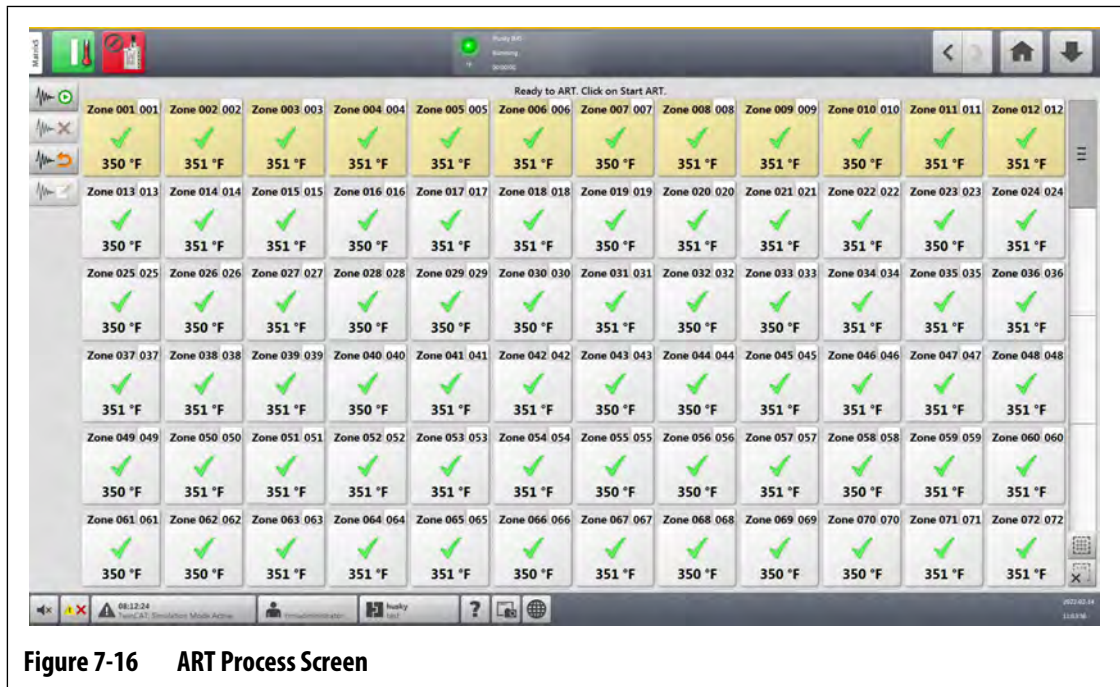 Matrix5
Husky IMS
Running
°F
00:00:00
Ready to ART. Click on Start ART.
Zone 001 001 Zone 002 002 Zone 003 003 Zone 004 004 Zone 005 005 Zone 006 006 Zone 007 007 Zone 008 008 Zone 009 009 Zone 010 010 Zone 011 011 Zone 012 012
350 °F 351 °F 351 °F 350 °F 351 °F 351 °F 350 °F 351 °F 351 °F 350 °F 351 °F 351 °F
Zone 013 013 Zone 014 014 Zone 015 015 Zone 016 016 Zone 017 017 Zone 018 018 Zone 019 019 Zone 020 020 Zone 021 021 Zone 022 022 Zone 023 023 Zone 024 024
350 °F 351 °F 351 °F 350 °F 351 °F 351 °F 350 °F 351 °F 351 °F 351 °F 350 °F 351 °F
Zone 025 025 Zone 026 026 Zone 027 027 Zone 028 028 Zone 029 029 Zone 030 030 Zone 031 031 Zone 032 032 Zone 033 033 Zone 034 034 Zone 035 035 Zone 036 036
350 °F 350 °F 351 °F 350 °F 350 °F 350 °F 351 °F 350 °F 350 °F 351 °F 351 °F 350 °F
Zone 037 037 Zone 038 038 Zone 039 039 Zone 040 040 Zone 041 041 Zone 042 042 Zone 043 043 Zone 044 044 Zone 045 045 Zone 046 046 Zone 047 047 Zone 048 048
351 °F 351 °F 351 °F 350 °F 351 °F 351 °F 350 °F 350 °F 351 °F 350 °F 351 °F 351 °F
Zone 049 049 Zone 050 050 Zone 051 051 Zone 052 052 Zone 053 053 Zone 054 054 Zone 055 055 Zone 056 056 Zone 057 057 Zone 058 058 Zone 059 059 Zone 060 060
350 °F 351 °F 351 °F 351 °F 351 °F 351 °F 350 °F 350 °F 351 °F 350 °F 351 °F 351 °F
Zone 061 061 Zone 062 062 Zone 063 063 Zone 064 064 Zone 065 065 Zone 066 066 Zone 067 067 Zone 068 068 Zone 069 069 Zone 070 070 Zone 071 071 Zone 072 072
350 °F 350 °F 351 °F 351 °F 351 °F 350 °F 351 °F 350 °F 350 °F 350 °F 351 °F 351 °F
08:12:24
TwinCAT: Simulation Mode Active
husky
?
Figure 7-16 ART Process Screen